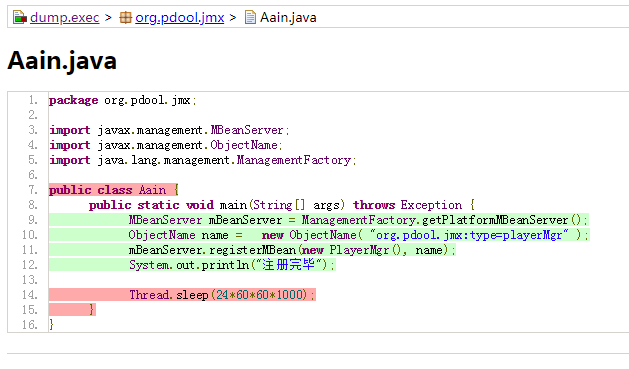 dump.exec > org.pdool.jmx > Aain.java
Aain.java
1. package org.pdool.jmx;
2.
3. import javax.management.MBeanServer;
4. import javax.management.ObjectName;
5. import java.lang.management.ManagementFactory;
6.
7. public class Aain {
8. public static void main(String[] args) throws Exception {
9. MBeanServer mBeanServer = ManagementFactory.getPlatformMBeanServer();
10. ObjectName name =   new ObjectName( "org.pdool.jmx:type=playerMgr" );
11. mBeanServer.registerMBean(new PlayerMgr(), name);
12. System.out.println("注册完毕");
13.
14. Thread.sleep(24*60*60*1000);
15. }
16. }